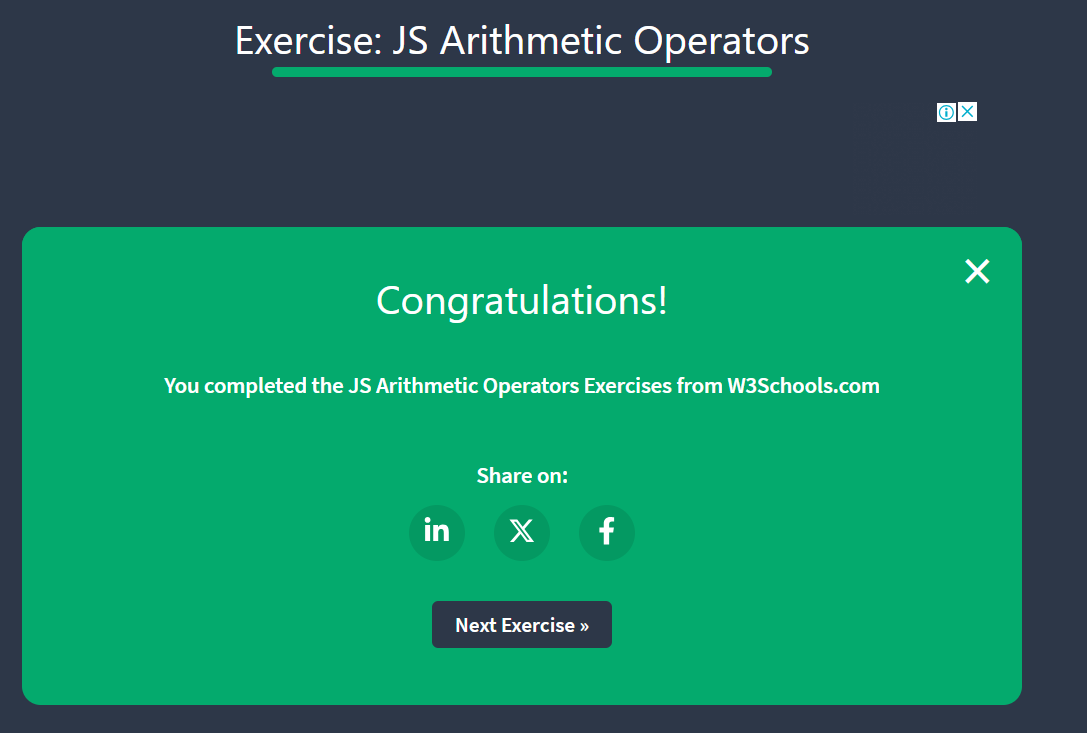 Exercise: JS Arithmetic Operators
Congratulations!
You completed the JS Arithmetic Operators Exercises from W3Schools.com
Share on:
Next Exercise »